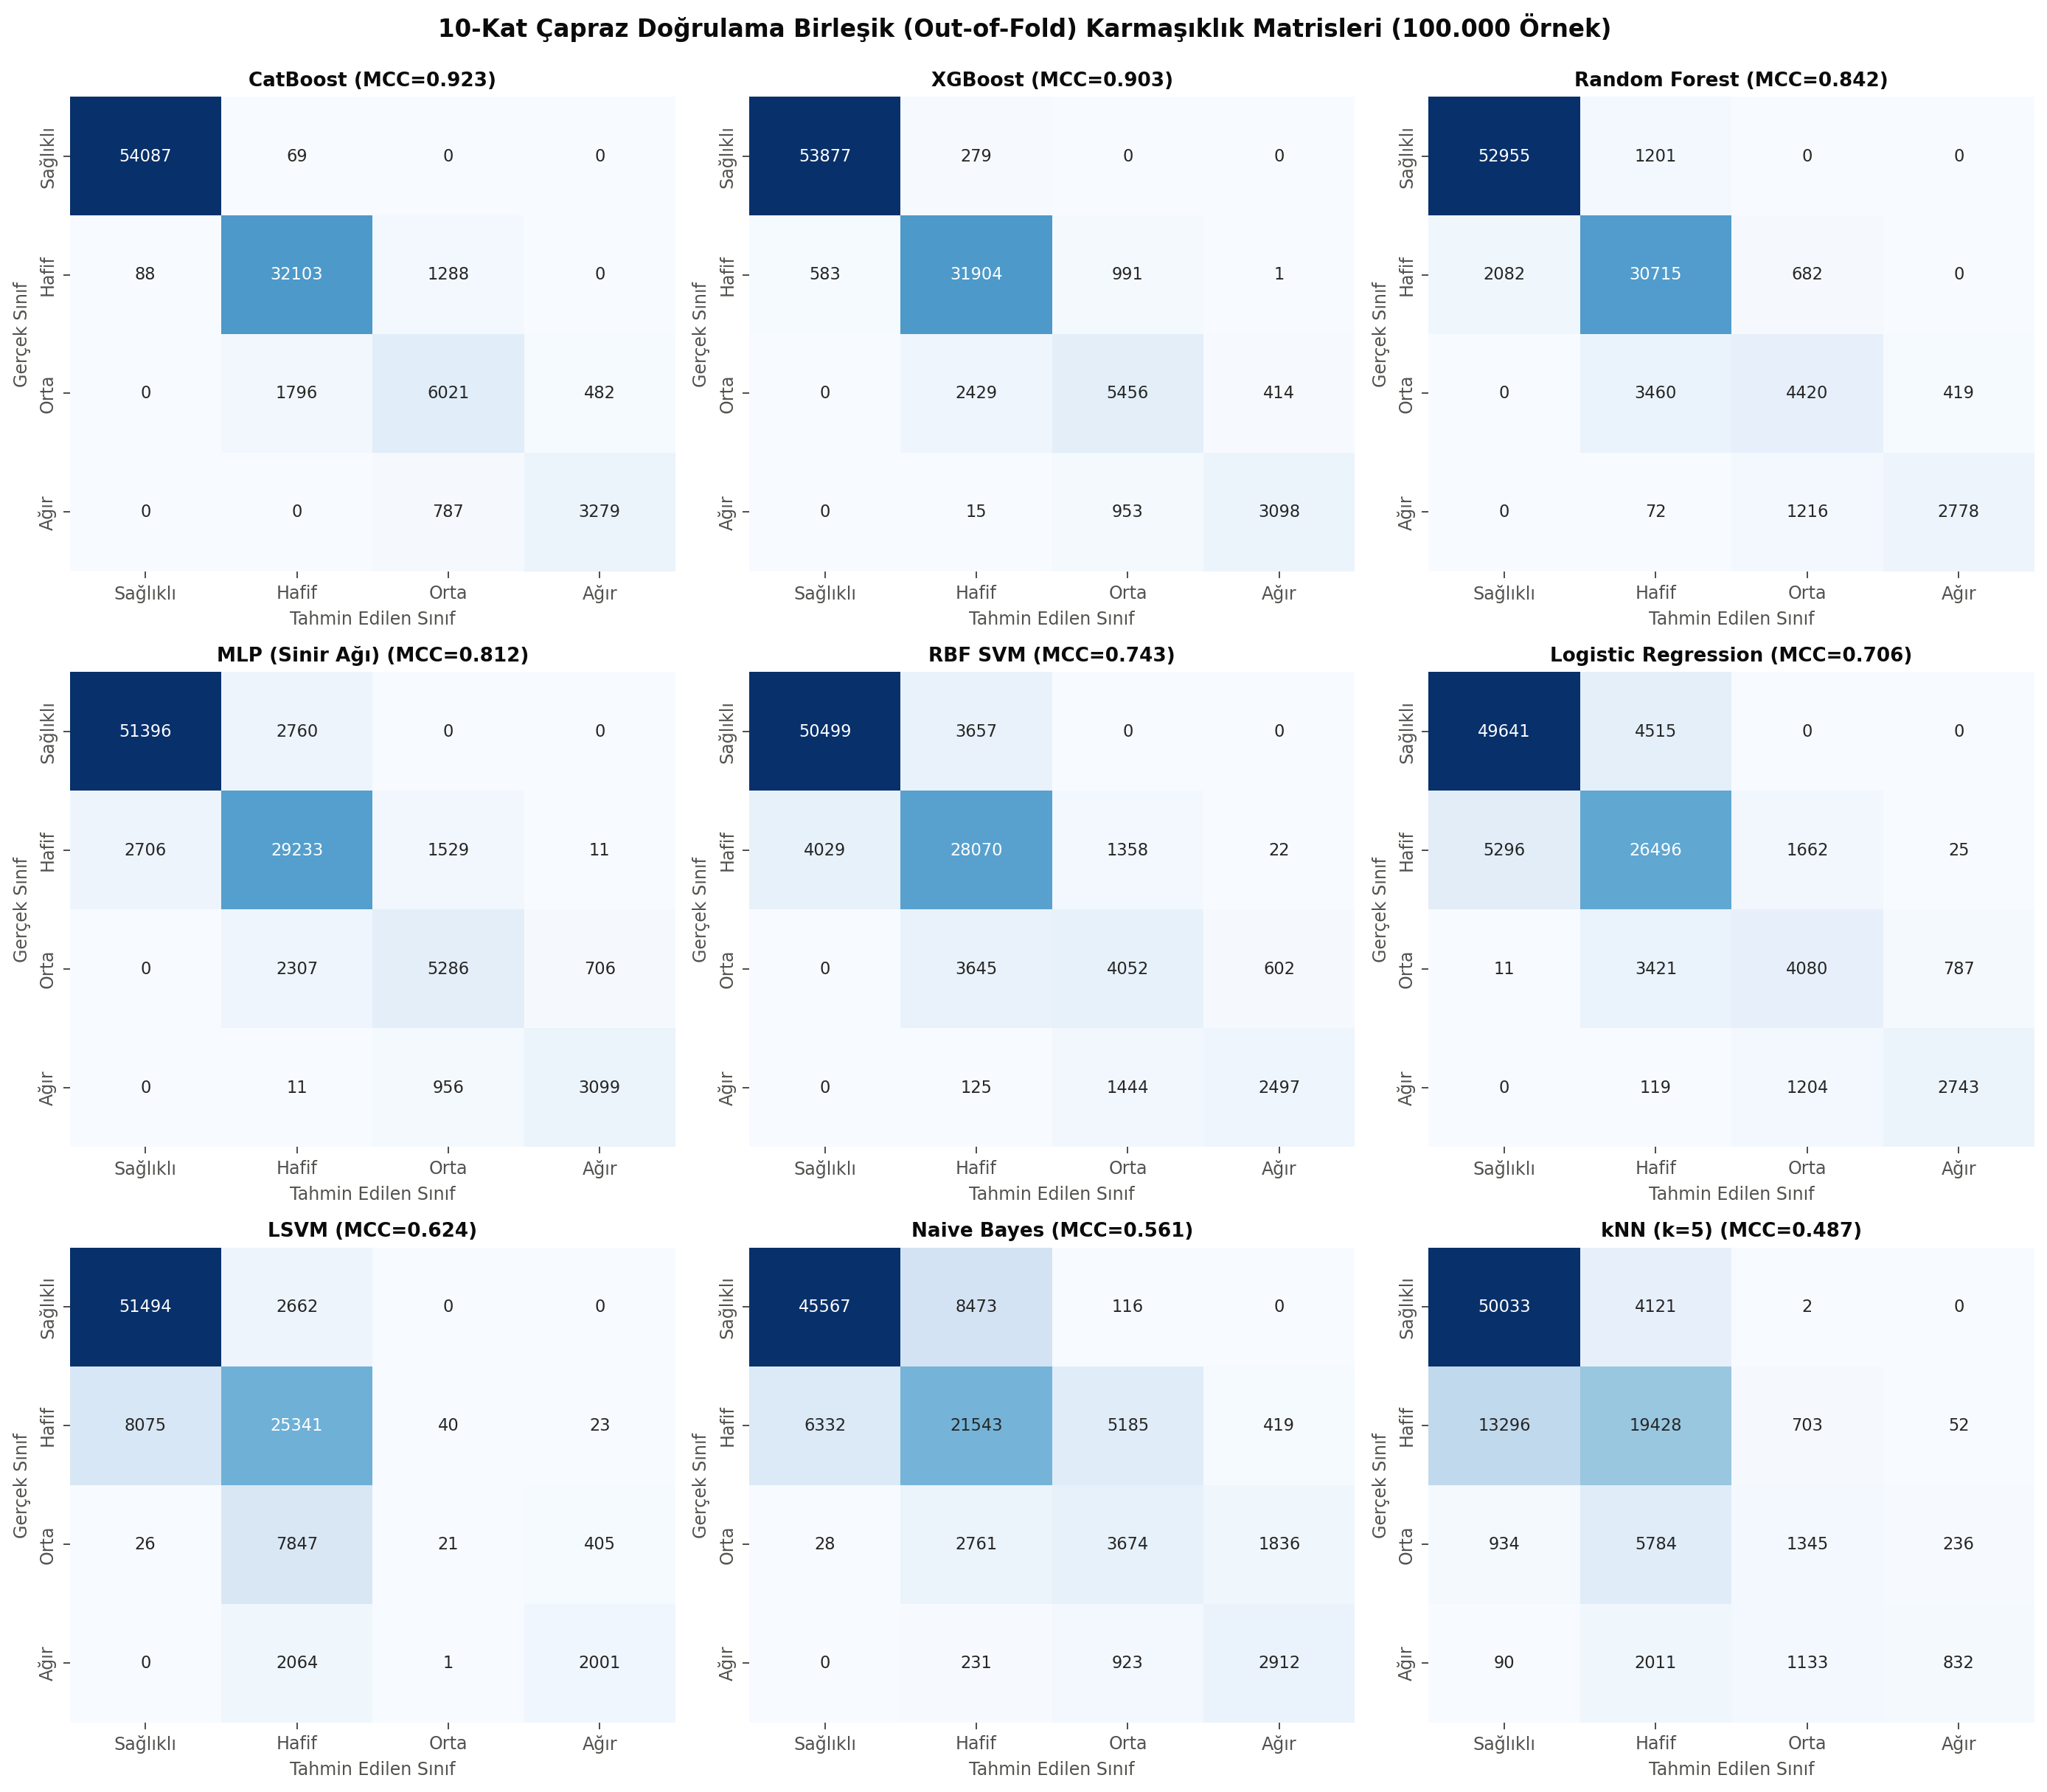 10-Kat Çapraz Doğrulama Birleşik (Out-of-Fold) Karmaşıklık Matrisleri (100.000 Örnek)
CatBoost (MCC=0.923)
Gerçek Sınıf
Sağlıklı 54087 69 0 0
Hafif 88 32103 1288 0
Orta 0 1796 6021 482
Ağır 0 0 787 3279
Sağlıklı Hafif Orta Ağır
Tahmin Edilen Sınıf
XGBoost (MCC=0.903)
Gerçek Sınıf
Sağlıklı 53877 279 0 0
Hafif 583 31904 991 1
Orta 0 2429 5456 414
Ağır 0 15 953 3098
Sağlıklı Hafif Orta Ağır
Tahmin Edilen Sınıf
Random Forest (MCC=0.842)
Gerçek Sınıf
Sağlıklı 52955 1201 0 0
Hafif 2082 30715 682 0
Orta 0 3460 4420 419
Ağır 0 72 1216 2778
Sağlıklı Hafif Orta Ağır
Tahmin Edilen Sınıf
MLP (Sinir Ağı) (MCC=0.812)
Gerçek Sınıf
Sağlıklı 51396 2760 0 0
Hafif 2706 29233 1529 11
Orta 0 2307 5286 706
Ağır 0 11 956 3099
Sağlıklı Hafif Orta Ağır
Tahmin Edilen Sınıf
RBF SVM (MCC=0.743)
Gerçek Sınıf
Sağlıklı 50499 3657 0 0
Hafif 4029 28070 1358 22
Orta 0 3645 4052 602
Ağır 0 125 1444 2497
Sağlıklı Hafif Orta Ağır
Tahmin Edilen Sınıf
Logistic Regression (MCC=0.706)
Gerçek Sınıf
Sağlıklı 49641 4515 0 0
Hafif 5296 26496 1662 25
Orta 11 3421 4080 787
Ağır 0 119 1204 2743
Sağlıklı Hafif Orta Ağır
Tahmin Edilen Sınıf
LSVM (MCC=0.624)
Gerçek Sınıf
Sağlıklı 51494 2662 0 0
Hafif 8075 25341 40 23
Orta 26 7847 21 405
Ağır 0 2064 1 2001
Sağlıklı Hafif Orta Ağır
Tahmin Edilen Sınıf
Naive Bayes (MCC=0.561)
Gerçek Sınıf
Sağlıklı 45567 8473 116 0
Hafif 6332 21543 5185 419
Orta 28 2761 3674 1836
Ağır 0 231 923 2912
Sağlıklı Hafif Orta Ağır
Tahmin Edilen Sınıf
kNN (k=5) (MCC=0.487)
Gerçek Sınıf
Sağlıklı 50033 4121 2 0
Hafif 13296 19428 703 52
Orta 934 5784 1345 236
Ağır 90 2011 1133 832
Sağlıklı Hafif Orta Ağır
Tahmin Edilen Sınıf